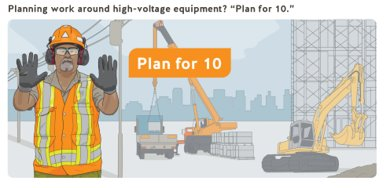 Planning work around high-voltage equipment? “Plan for 10.”
Plan for 10